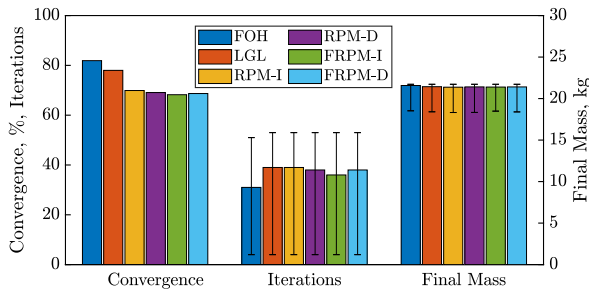 Convergence, %, Iterations
100
80
60
40
20
0
FOH
LGL
RPM-I
RPM-D
FRPM-I
FRPM-D
30
25
20
15
10
5
0
Final Mass, kg
Convergence
Iterations
Final Mass